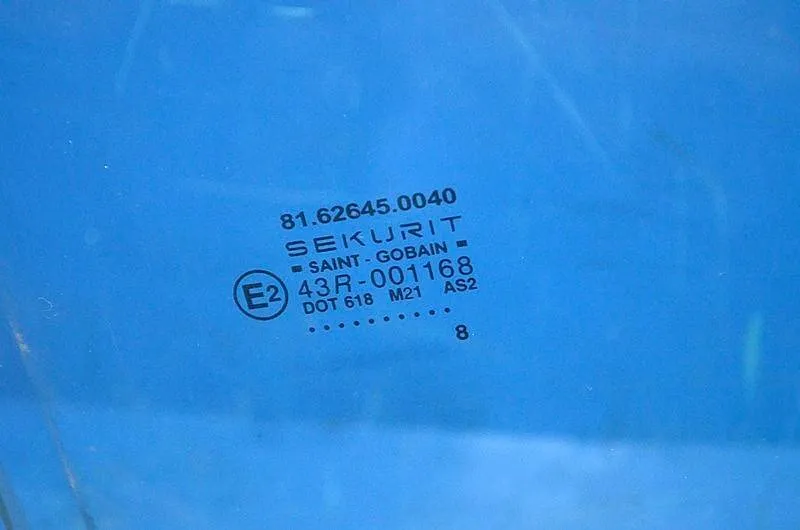 81.62645.0040
SEKURIT
SAINT - GOBAIN
E2
43R-001168
DOT 618 M21 AS2
..........
8